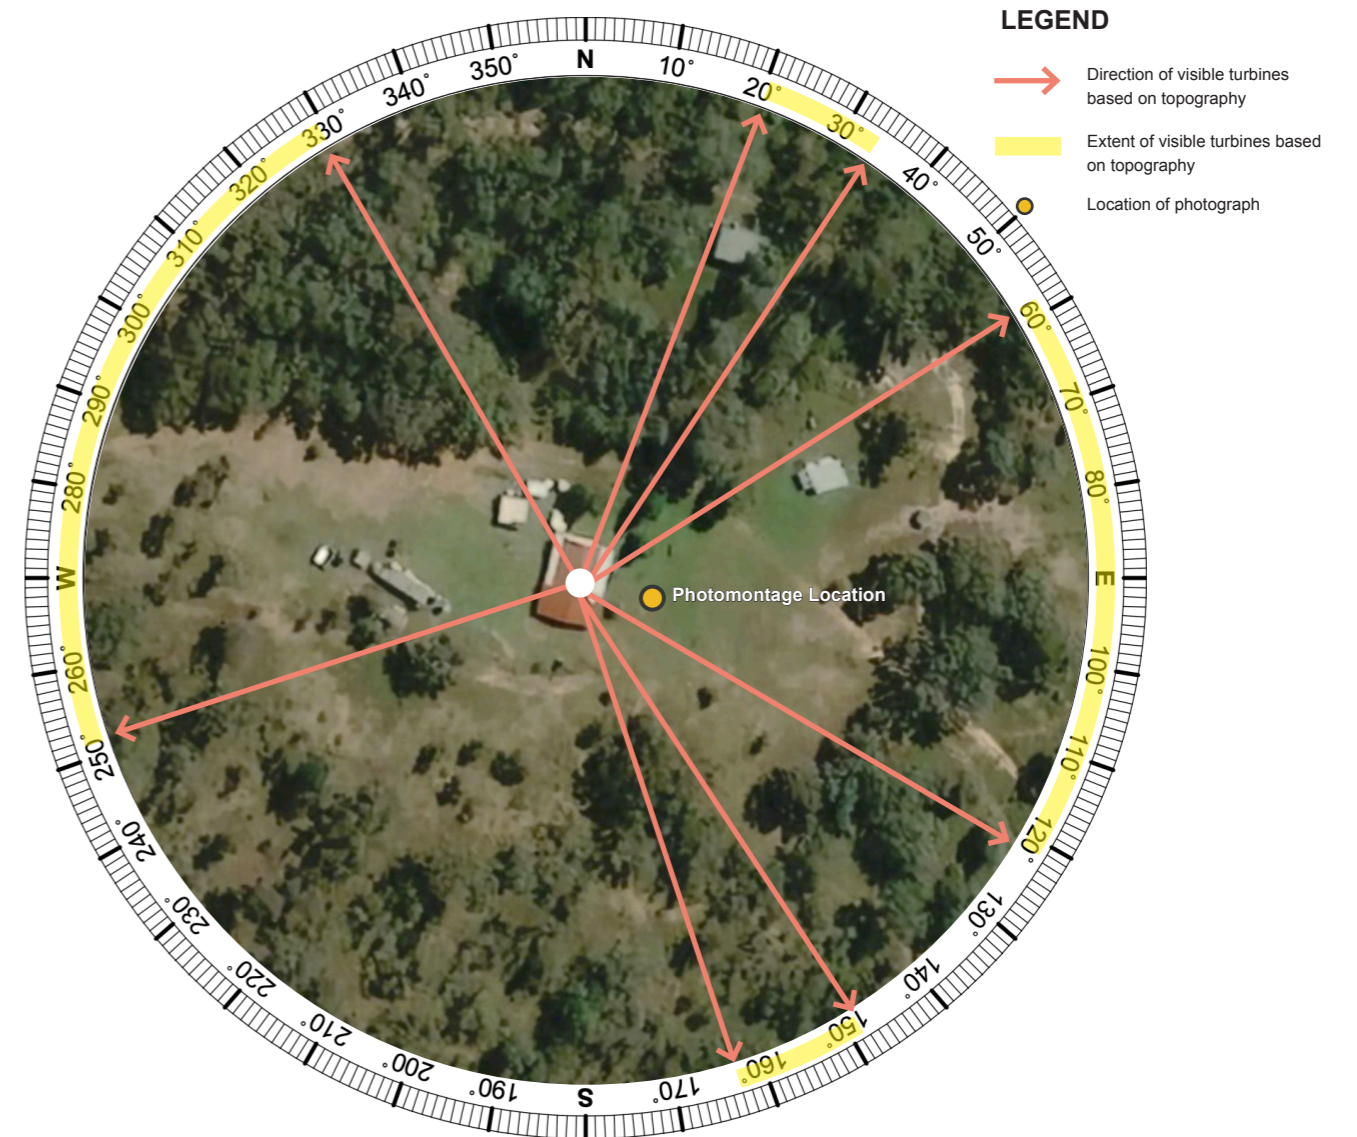 LEGEND
Direction of visible turbines
based on topography
Extent of visible turbines based
on topography
Location of photograph
N
10°
20°
30°
40°
50°
60°
70°
80°
E
100°
110°
120°
130°
140°
150°
160°
170°
S
190°
200°
210°
220°
230°
240°
250°
260°
W
280°
290°
300°
310°
320°
330°
340°
350°
Photomontage Location